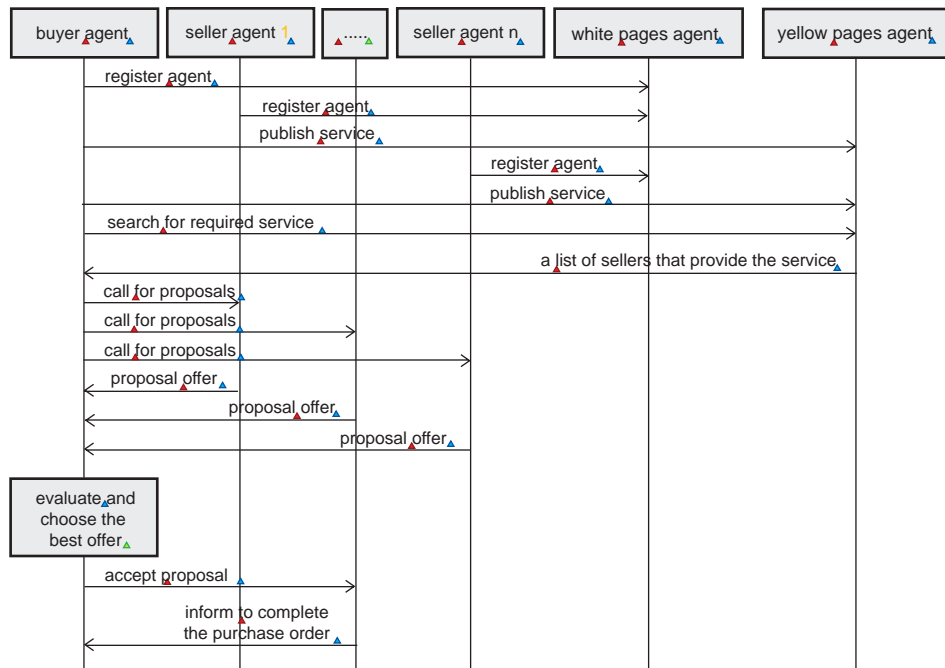 buyer agent
seller agent 1
.....
seller agent n
white pages agent
yellow pages agent
register agent
register agent
publish service
register agent
publish service
search for required service
a list of sellers that provide the service
call for proposals
call for proposals
call for proposals
proposal offer
proposal offer
proposal offer
evaluate and
choose the
best offer
accept proposal
inform to complete
the purchase order